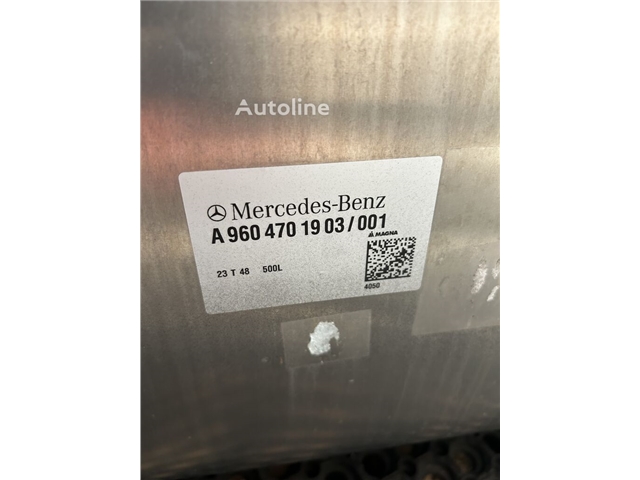 Autoline
Mercedes-Benz
A 960 470 19 03 / 001
MAGNA
23 T 48 500L
4050